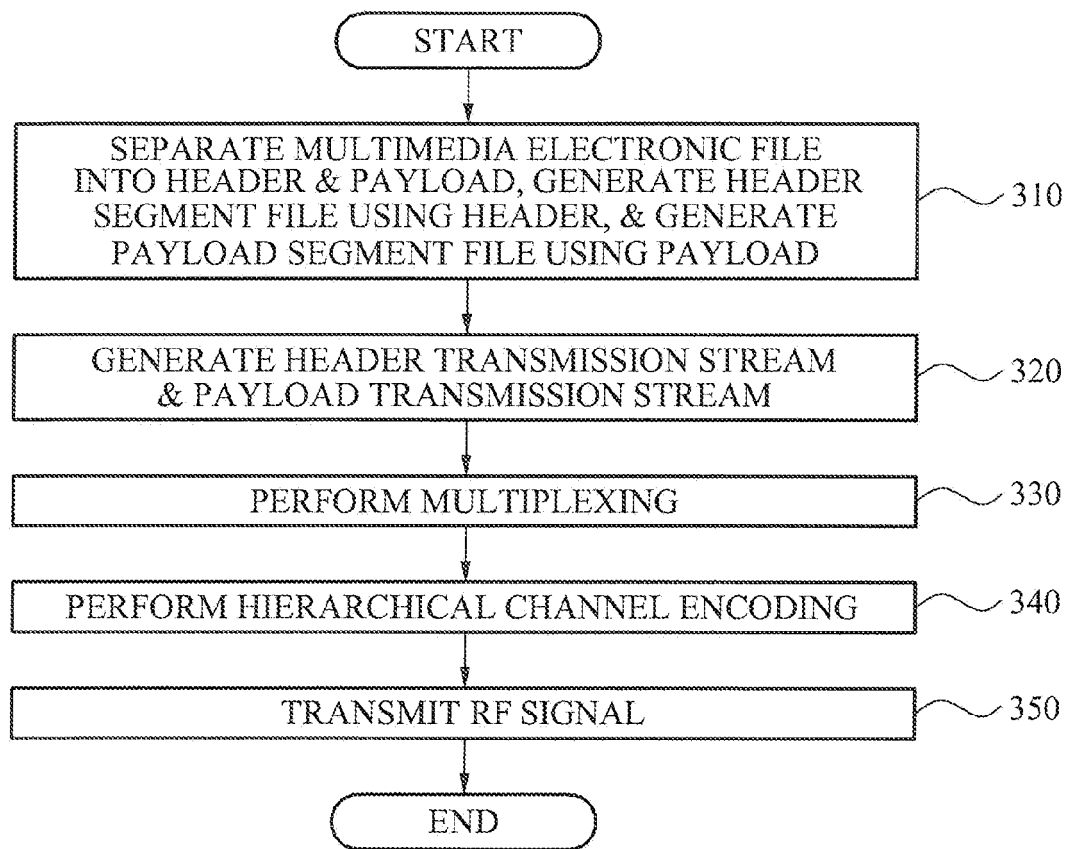 START
SEPARATE MULTIMEDIA ELECTRONIC FILE
INTO HEADER & PAYLOAD, GENERATE HEADER
SEGMENT FILE USING HEADER, & GENERATE
PAYLOAD SEGMENT FILE USING PAYLOAD
310
GENERATE HEADER TRANSMISSION STREAM
& PAYLOAD TRANSMISSION STREAM
320
PERFORM MULTIPLEXING
330
PERFORM HIERARCHICAL CHANNEL ENCODING
340
TRANSMIT RF SIGNAL
350
END